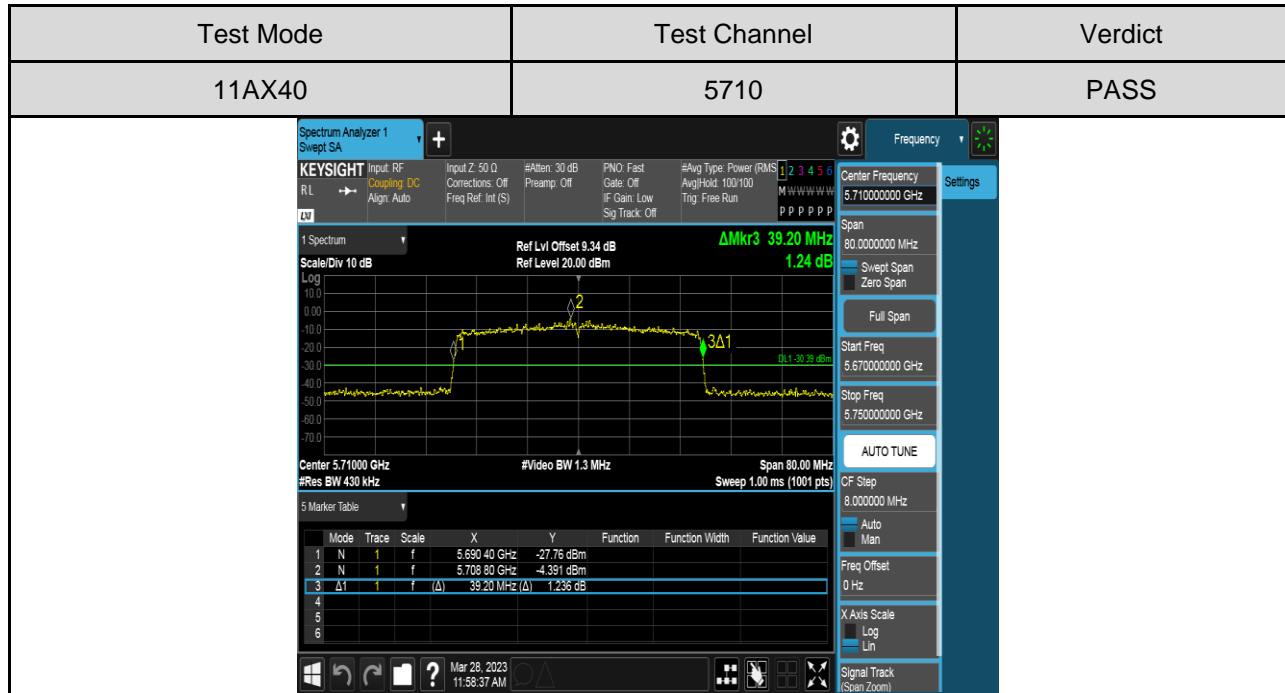 Test Mode Test Channel Verdict
11AX40 5710 PASS
Spectrum Analyzer 1
Swept SA
+
Frequency
KEYSIGHT
RL
LXI
Input: RF
Coupling: DC
Align: Auto
Input Z: 50 Ω
Corrections: Off
Freq Ref: Int (S)
#Atten: 30 dB
Preamp: Off
PNO: Fast
Gate: Off
IF Gain: Low
Sig Track: Off
#Avg Type: Power (RMS
Avg|Hold: 100/100
Trig: Free Run
1 2 3 4 5 6
M W W W W W
P P P P P P
Settings
1 Spectrum
Scale/Div 10 dB
Ref Lvl Offset 9.34 dB
Ref Level 20.00 dBm
ΔMkr3 39.20 MHz
1.24 dB
Log
10.0
0.00
-10.0
-20.0
-30.0
-40.0
-50.0
-60.0
-70.0
1
2
3Δ1
DL1 -30.39 dBm
Center 5.71000 GHz #Video BW 1.3 MHz Span 80.00 MHz
#Res BW 430 kHz Sweep 1.00 ms (1001 pts)
5 Marker Table
Mode Trace Scale X Y Function Function Width Function Value
1 N 1 f 5.690 40 GHz -27.76 dBm
2 N 1 f 5.708 80 GHz -4.391 dBm
3 Δ1 1 f (Δ) 39.20 MHz (Δ) 1.236 dB
4
5
6
Mar 28, 2023
11:58:37 AM
?
Center Frequency
5.710000000 GHz
Span
80.0000000 MHz
Swept Span
Zero Span
Full Span
Start Freq
5.670000000 GHz
Stop Freq
5.750000000 GHz
AUTO TUNE
CF Step
8.000000 MHz
Auto
Man
Freq Offset
0 Hz
X Axis Scale
Log
Lin
Signal Track
(Span Zoom)